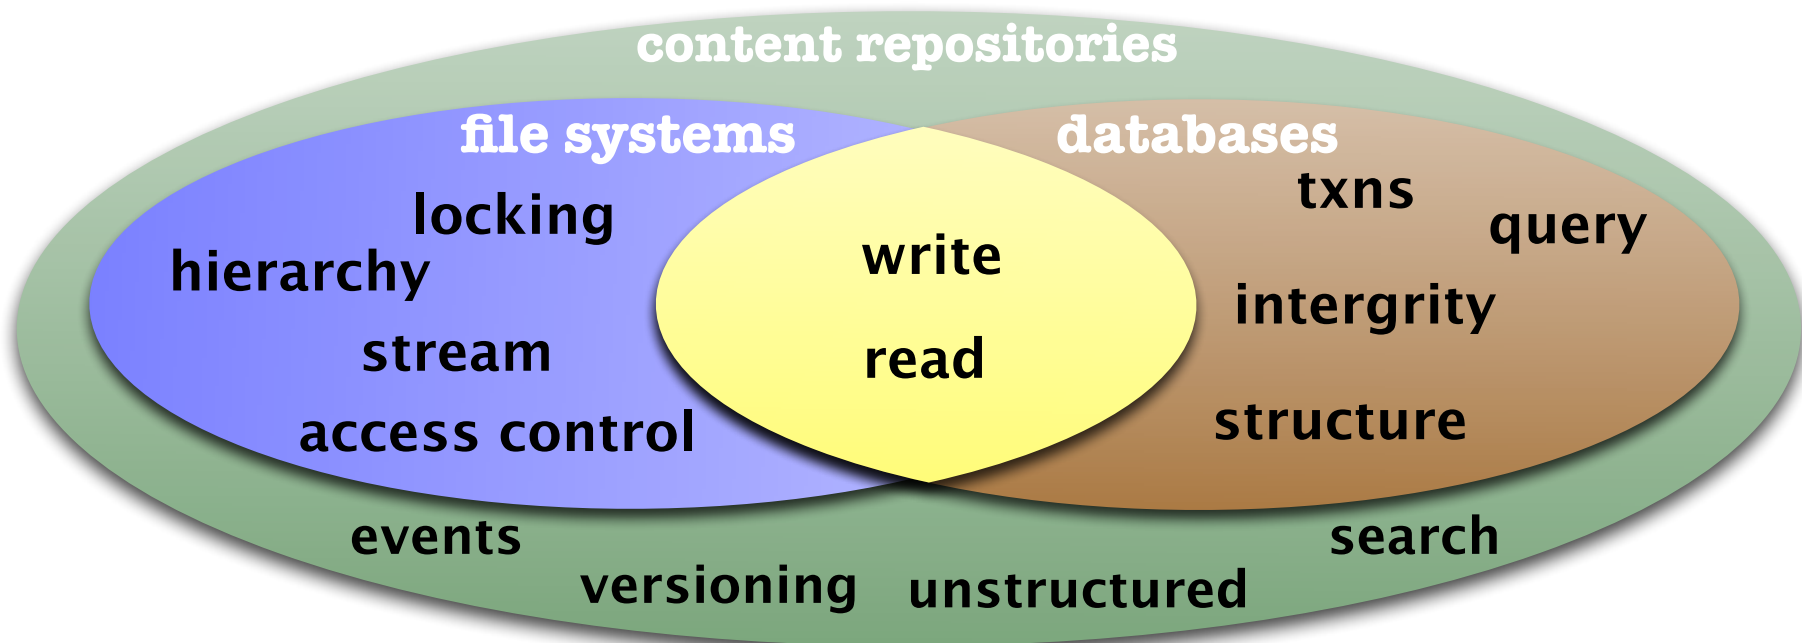 content repositories
file systems
databases
locking
hierarchy
stream
access control
write
read
txns
query
intergrity
structure
events
versioning
unstructured
search